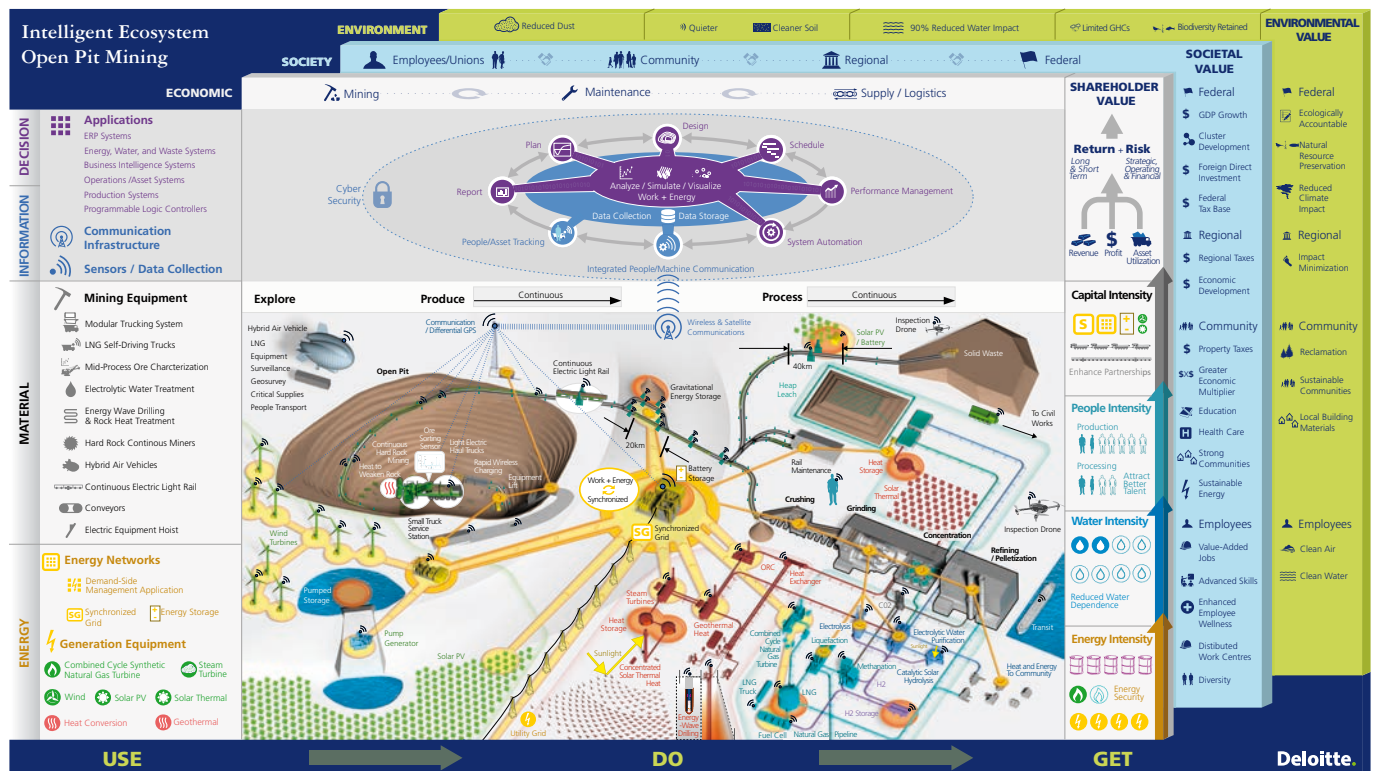 Intelligent Ecosystem
Open Pit Mining
ENVIRONMENT
Reduced Dust
Quieter
Cleaner Soil
90% Reduced Water Impact
Limited GHCs
Biodiversity Retained
ENVIRONMENTAL
VALUE
SOCIETY
Employees/Unions
Community
Regional
Federal
SOCIETAL
VALUE
ECONOMIC
Mining
Maintenance
Supply / Logistics
SHAREHOLDER
VALUE
DECISION
Applications
ERP Systems
Energy, Water, and Waste Systems
Business Intelligence Systems
Operations /Asset Systems
Production Systems
Programmable Logic Controllers
INFORMATION
Communication
Infrastructure
Sensors / Data Collection
MATERIAL
Mining Equipment
Modular Trucking System
LNG Self-Driving Trucks
Mid-Process Ore Charcterization
Electrolytic Water Treatment
Energy Wave Drilling
& Rock Heat Treatment
Hard Rock Continous Miners
Hybrid Air Vehicles
Continuous Electric Light Rail
Conveyors
Electric Equipment Hoist
ENERGY
Energy Networks
Demand-Side
Management Application
SG
Synchronized
Grid
Energy Storage
Generation Equipment
Combined Cycle Synthetic
Natural Gas Turbine
Steam
Turbine
Wind
Solar PV
Solar Thermal
Heat Conversion
Geothermal
Cyber
Security
Plan
Design
Schedule
Report
Performance Management
Analyze / Simulate / Visualize
Work + Energy
Data Collection
Data Storage
People/Asset Tracking
System Automation
Integrated People/Machine Communication
Explore
Produce
Continuous
Process
Continuous
Hybrid Air Vehicle
LNG
Equipment
Surveillance
Geosurvey
Critical Supplies
People Transport
Communication
/ Differential GPS
Wireless & Satellite
Communications
Open Pit
Continuous
Electric Light Rail
Gravitational
Energy Storage
20km
40km
Solar PV
/ Battery
Inspection
Drone
Solid Waste
Heap
Leach
To Civil
Works
Continuous
Hard Rock
Mining
Ore
Sorting
Sensor
Light Electric
Haul Trucks
Heat to
Weaken Rock
Rapid Wireless
Charging
Equipment
Lift
Small Truck
Service
Station
Work + Energy
Synchronized
Battery
Storage
SG
Synchronized
Grid
Rail
Maintenance
Heat
Storage
Solar
Thermal
Crushing
Grinding
Concentration
Refining
/ Pelletization
Inspection Drone
Wind
Turbines
Pumped
Storage
Pump
Generator
Solar PV
Utility Grid
Steam
Turbines
Heat
Storage
Sunlight
Concentrated
Solar Thermal
Heat
Geothermal
Heat
ORC
Heat
Exchanger
Energy
Wave
Drilling
Combined
Cycle
Natural
Gas
Turbine
LNG
Truck
LNG
Fuel Cell
Natural Gas Pipeline
Electrolysis
Liquefaction
C02
Methanation
Electrolytic Water
Purification
Sunlight
Catalytic Solar
Hydrolysis
H2
H2 Storage
Heat and Energy
To Community
Transit
Return + Risk
Long
& Short
Term
Strategic,
Operating
& Financial
Revenue
$
Profit
Asset
Utilization
Capital Intensity
S
Enhance Partnerships
People Intensity
Production
Processing
Attract
Better
Talent
Water Intensity
Reduced Water
Dependence
Energy Intensity
Energy
Security
Federal
$ GDP Growth
Cluster
Development
$ Foreign Direct
Investment
$ Federal
Tax Base
Regional
$ Regional Taxes
$ Economic
Development
Community
$ Property Taxes
$x$ Greater
Economic
Multiplier
Education
H Health Care
Strong
Communities
Sustainable
Energy
Employees
Value-Added
Jobs
Advanced Skills
Enhanced
Employee
Wellness
Distibuted
Work Centres
Diversity
Federal
Ecologically
Accountable
Natural
Resource
Preservation
Reduced
Climate
Impact
Regional
Impact
Minimization
Community
Reclamation
Sustainable
Communities
Local Building
Materials
Employees
Clean Air
Clean Water
USE
DO
GET
Deloitte.